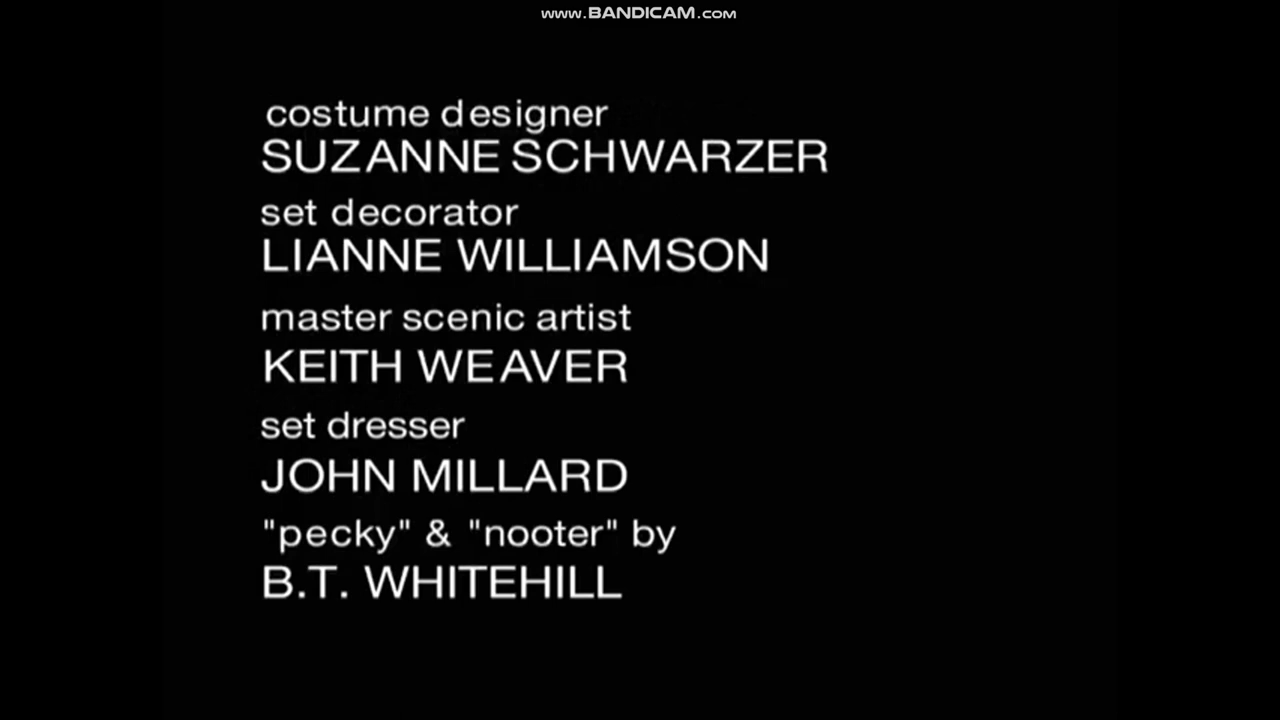 www.BANDICAM.com
costume designer
SUZANNE SCHWARZER
set decorator
LIANNE WILLIAMSON
master scenic artist
KEITH WEAVER
set dresser
JOHN MILLARD
"pecky" & "nooter" by
B.T. WHITEHILL